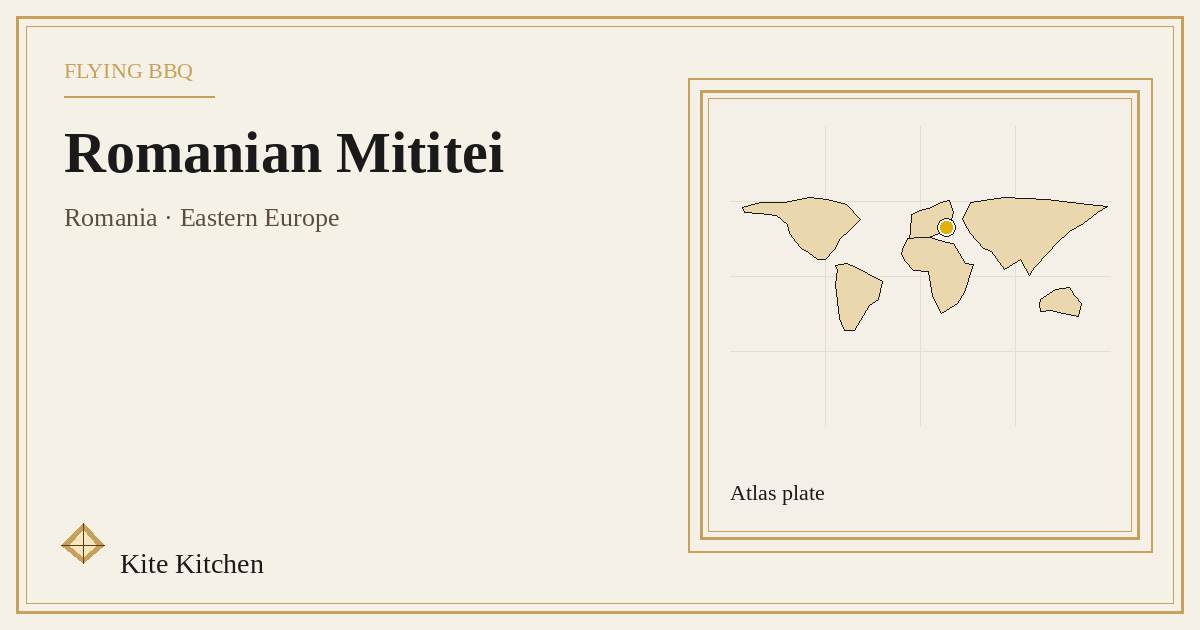 FLYING BBQ
Romanian Mititei
Romania · Eastern Europe
Atlas plate
Kite Kitchen